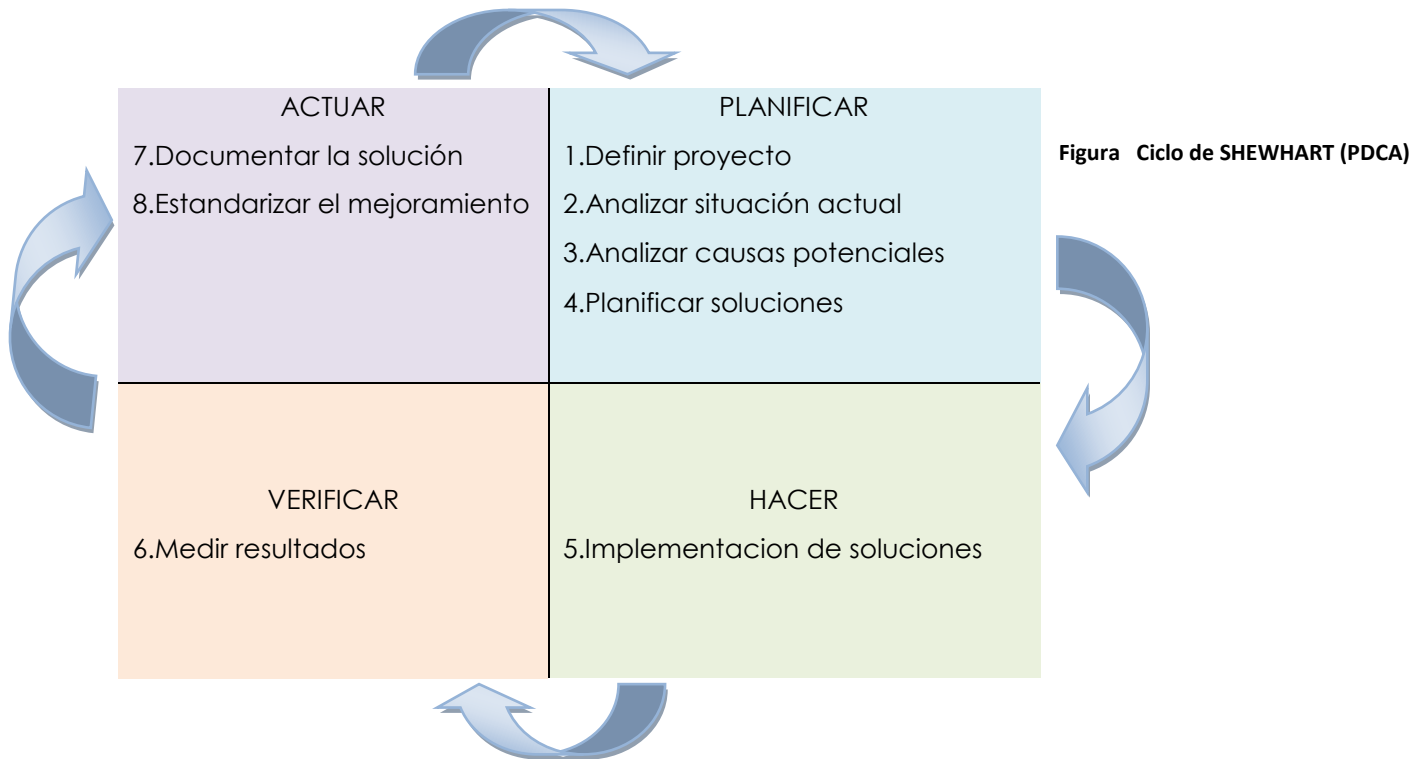 ACTUAR
7.Documentar la solución
8.Estandarizar el mejoramiento
PLANIFICAR
1.Definir proyecto
2.Analizar situación actual
3.Analizar causas potenciales
4.Planificar soluciones
Figura Ciclo de SHEWHART (PDCA)
VERIFICAR
6.Medir resultados
HACER
5.Implementacion de soluciones